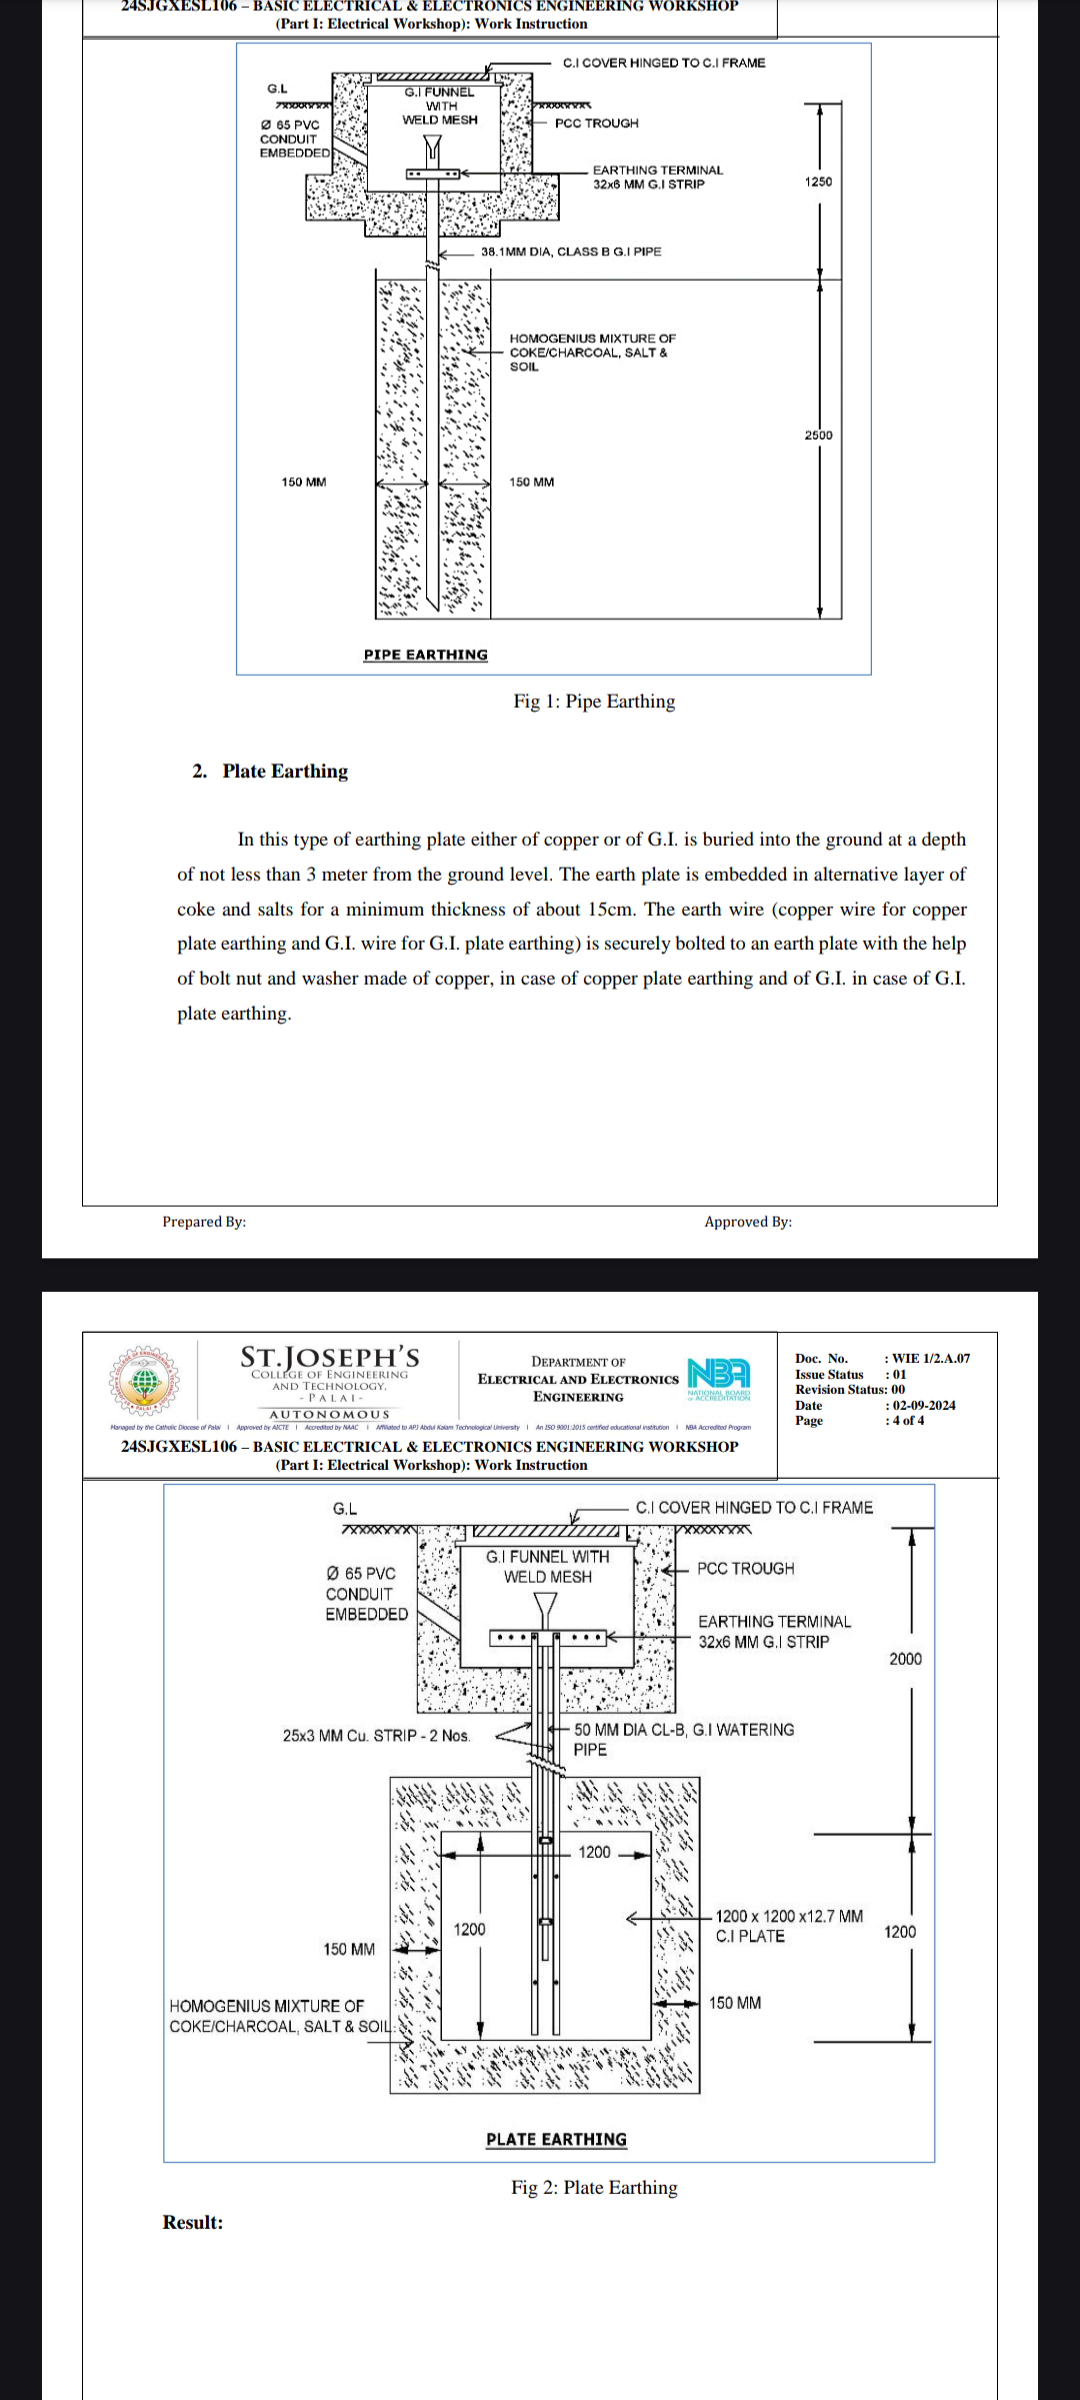 24SJGXESL106 – BASIC ELECTRICAL & ELECTRONICS ENGINEERING WORKSHOP
(Part I: Electrical Workshop): Work Instruction
C.I COVER HINGED TO C.I FRAME
G.L
G.I FUNNEL
WITH
WELD MESH
Ø 65 PVC
CONDUIT
EMBEDDED
PCC TROUGH
EARTHING TERMINAL
32x6 MM G.I STRIP
1250
38.1MM DIA, CLASS B G.I PIPE
HOMOGENIUS MIXTURE OF
COKE/CHARCOAL, SALT &
SOIL
2500
150 MM
150 MM
PIPE EARTHING
Fig 1: Pipe Earthing
2. Plate Earthing
In this type of earthing plate either of copper or of G.I. is buried into the ground at a depth
of not less than 3 meter from the ground level. The earth plate is embedded in alternative layer of
coke and salts for a minimum thickness of about 15cm. The earth wire (copper wire for copper
plate earthing and G.I. wire for G.I. plate earthing) is securely bolted to an earth plate with the help
of bolt nut and washer made of copper, in case of copper plate earthing and of G.I. in case of G.I.
plate earthing.
Prepared By:
Approved By:
ST.JOSEPH'S
COLLEGE OF ENGINEERING
AND TECHNOLOGY,
- PALAI -
AUTONOMOUS
DEPARTMENT OF
ELECTRICAL AND ELECTRONICS
ENGINEERING
NBA
NATIONAL BOARD
OF ACCREDITATION
Doc. No. : WIE 1/2.A.07
Issue Status : 01
Revision Status: 00
Date : 02-09-2024
Page : 4 of 4
Managed by the Catholic Diocese of Palai | Approved by AICTE | Accredited by NAAC | Affiliated to APJ Abdul Kalam Technological University | An ISO 9001:2015 certified educational institution | NBA Accredited Program
24SJGXESL106 – BASIC ELECTRICAL & ELECTRONICS ENGINEERING WORKSHOP
(Part I: Electrical Workshop): Work Instruction
G.L
C.I COVER HINGED TO C.I FRAME
G.I FUNNEL WITH
WELD MESH
Ø 65 PVC
CONDUIT
EMBEDDED
PCC TROUGH
EARTHING TERMINAL
32x6 MM G.I STRIP
2000
25x3 MM Cu. STRIP - 2 Nos.
50 MM DIA CL-B, G.I WATERING
PIPE
1200
1200
1200 x 1200 x12.7 MM
C.I PLATE
1200
150 MM
150 MM
HOMOGENIUS MIXTURE OF
COKE/CHARCOAL, SALT & SOIL
PLATE EARTHING
Fig 2: Plate Earthing
Result: